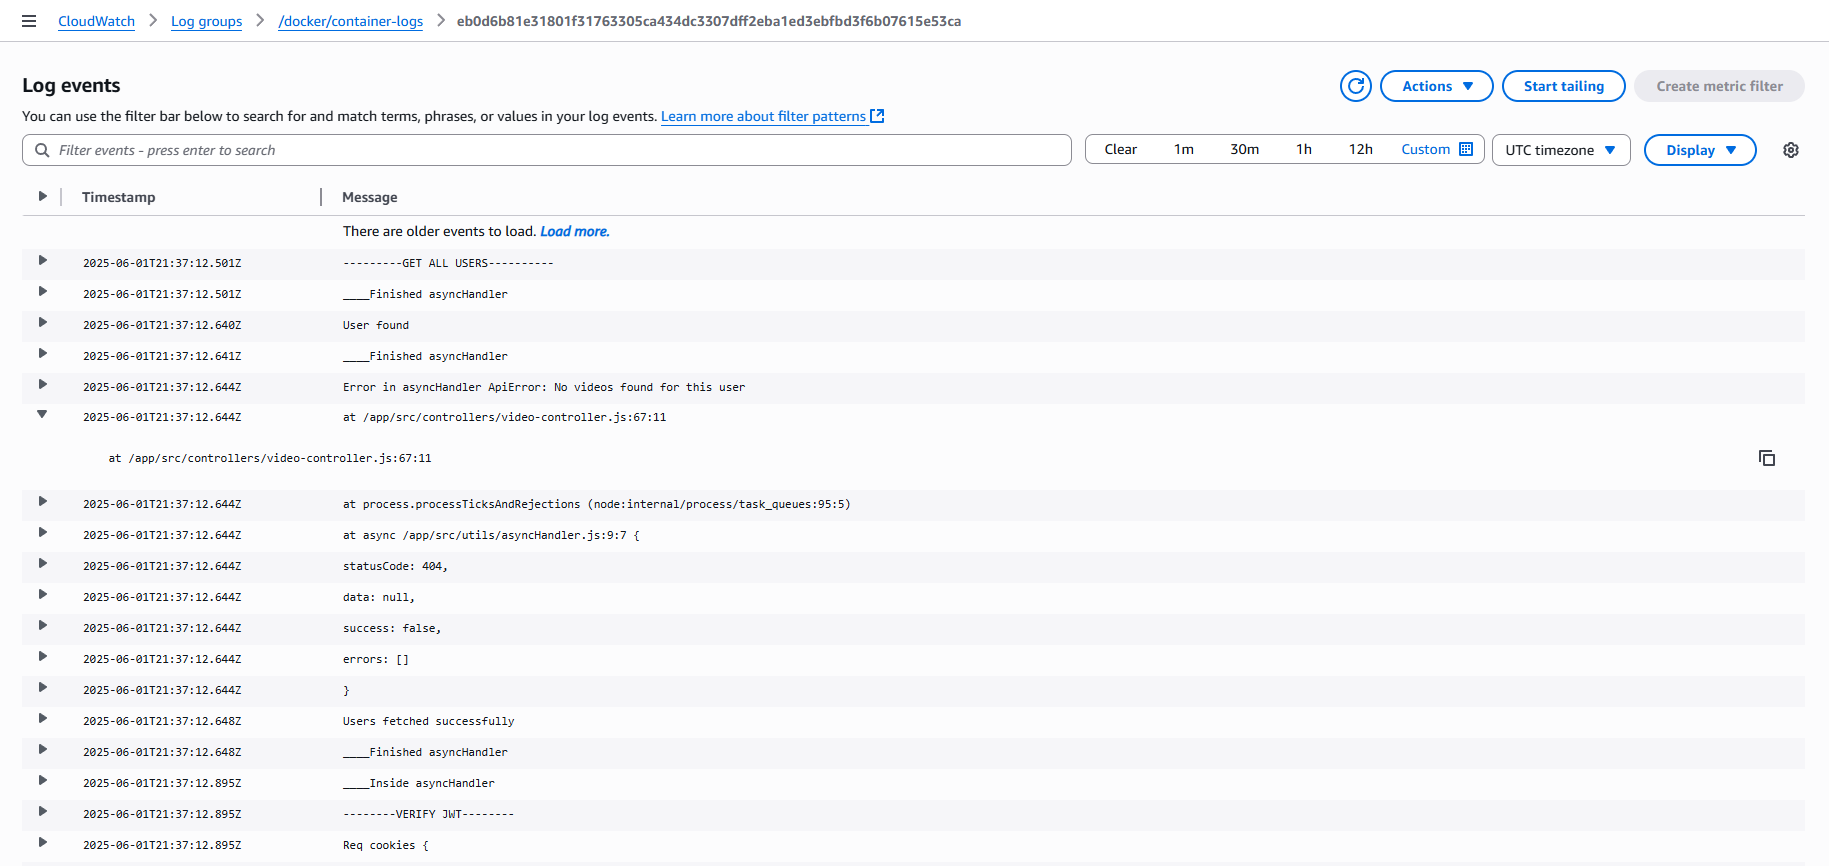 CloudWatch > Log groups > /docker/container-logs > eb0d6b81e31801f31763305ca434dc3307dff2eba1ed3ebfbd3f6b07615e53ca
Log events
Actions Start tailing Create metric filter
You can use the filter bar below to search for and match terms, phrases, or values in your log events. Learn more about filter patterns
Filter events - press enter to search
Clear 1m 30m 1h 12h Custom UTC timezone Display
Timestamp Message
There are older events to load. Load more.
2025-06-01T21:37:12.501Z ---------GET ALL USERS----------
2025-06-01T21:37:12.501Z ____Finished asyncHandler
2025-06-01T21:37:12.640Z User found
2025-06-01T21:37:12.641Z ____Finished asyncHandler
2025-06-01T21:37:12.644Z Error in asyncHandler ApiError: No videos found for this user
2025-06-01T21:37:12.644Z at /app/src/controllers/video-controller.js:67:11
at /app/src/controllers/video-controller.js:67:11
2025-06-01T21:37:12.644Z at process.processTicksAndRejections (node:internal/process/task_queues:95:5)
2025-06-01T21:37:12.644Z at async /app/src/utils/asyncHandler.js:9:7 {
2025-06-01T21:37:12.644Z statusCode: 404,
2025-06-01T21:37:12.644Z data: null,
2025-06-01T21:37:12.644Z success: false,
2025-06-01T21:37:12.644Z errors: []
2025-06-01T21:37:12.644Z }
2025-06-01T21:37:12.648Z Users fetched successfully
2025-06-01T21:37:12.648Z ____Finished asyncHandler
2025-06-01T21:37:12.895Z ____Inside asyncHandler
2025-06-01T21:37:12.895Z --------VERIFY JWT--------
2025-06-01T21:37:12.895Z Req cookies {